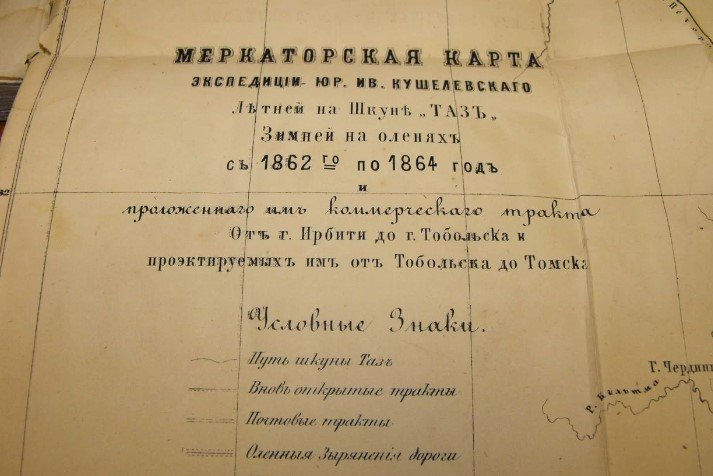 МЕРКАТОРСКАЯ КАРТА
ЭКСПЕДИЦІИ ЮР. ИВ. КУШЕЛЕВСКАГО
Лѣтней на Шкунѣ „ТАЗЪ„
Зимней на оленяхъ
съ 1862 го по 1864 годъ
и
проложеннаго имъ коммерческаго тракта
Отъ г. Ирбити до г. Тобольска и
проэктируемыхъ имъ отъ Тобольска до Томска
Условные Знаки.
Путь шкуны Тазъ
Вновь открытые тракты
Почтовые тракты
Оленныя Зырянскія дороги
Г. Чердин
Р. Кельтма